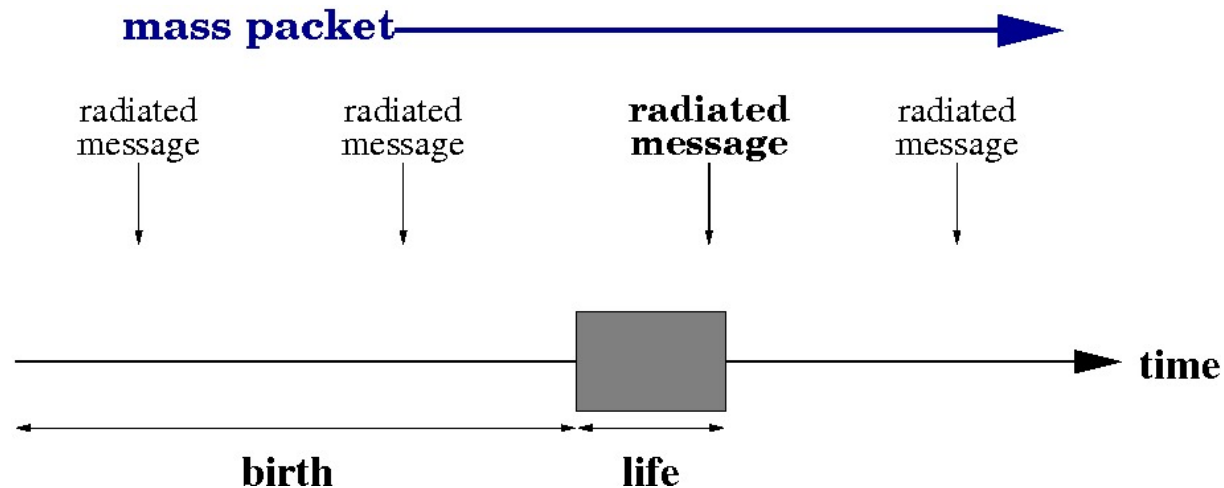 mass packet
radiated
message
radiated
message
radiated
message
radiated
message
time
birth
life